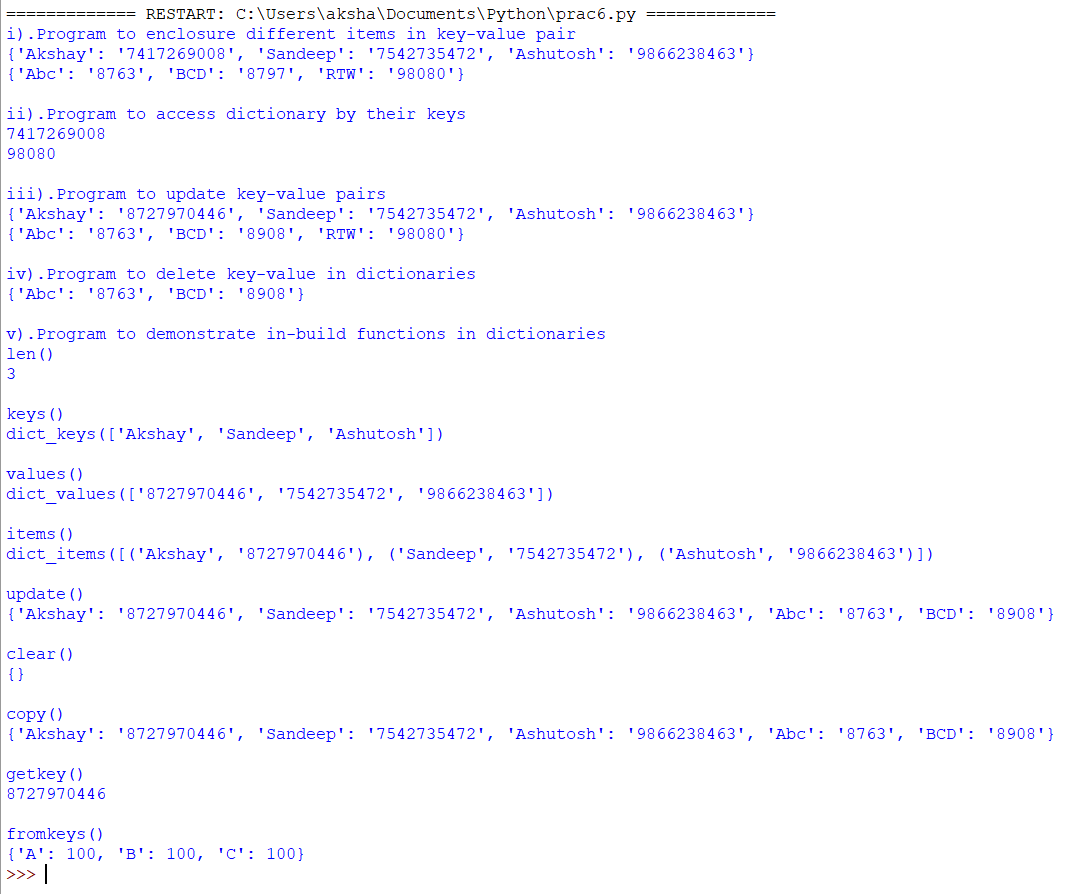 ============= RESTART: C:\Users\aksha\Documents\Python\prac6.py =============
i).Program to enclosure different items in key-value pair
{'Akshay': '7417269008', 'Sandeep': '7542735472', 'Ashutosh': '9866238463'}
{'Abc': '8763', 'BCD': '8797', 'RTW': '98080'}

ii).Program to access dictionary by their keys
7417269008
98080

iii).Program to update key-value pairs
{'Akshay': '8727970446', 'Sandeep': '7542735472', 'Ashutosh': '9866238463'}
{'Abc': '8763', 'BCD': '8908', 'RTW': '98080'}

iv).Program to delete key-value in dictionaries
{'Abc': '8763', 'BCD': '8908'}

v).Program to demonstrate in-build functions in dictionaries
len()
3

keys()
dict_keys(['Akshay', 'Sandeep', 'Ashutosh'])

values()
dict_values(['8727970446', '7542735472', '9866238463'])

items()
dict_items([('Akshay', '8727970446'), ('Sandeep', '7542735472'), ('Ashutosh', '9866238463')])

update()
{'Akshay': '8727970446', 'Sandeep': '7542735472', 'Ashutosh': '9866238463', 'Abc': '8763', 'BCD': '8908'}

clear()
{}

copy()
{'Akshay': '8727970446', 'Sandeep': '7542735472', 'Ashutosh': '9866238463', 'Abc': '8763', 'BCD': '8908'}

getkey()
8727970446

fromkeys()
{'A': 100, 'B': 100, 'C': 100}
>>>